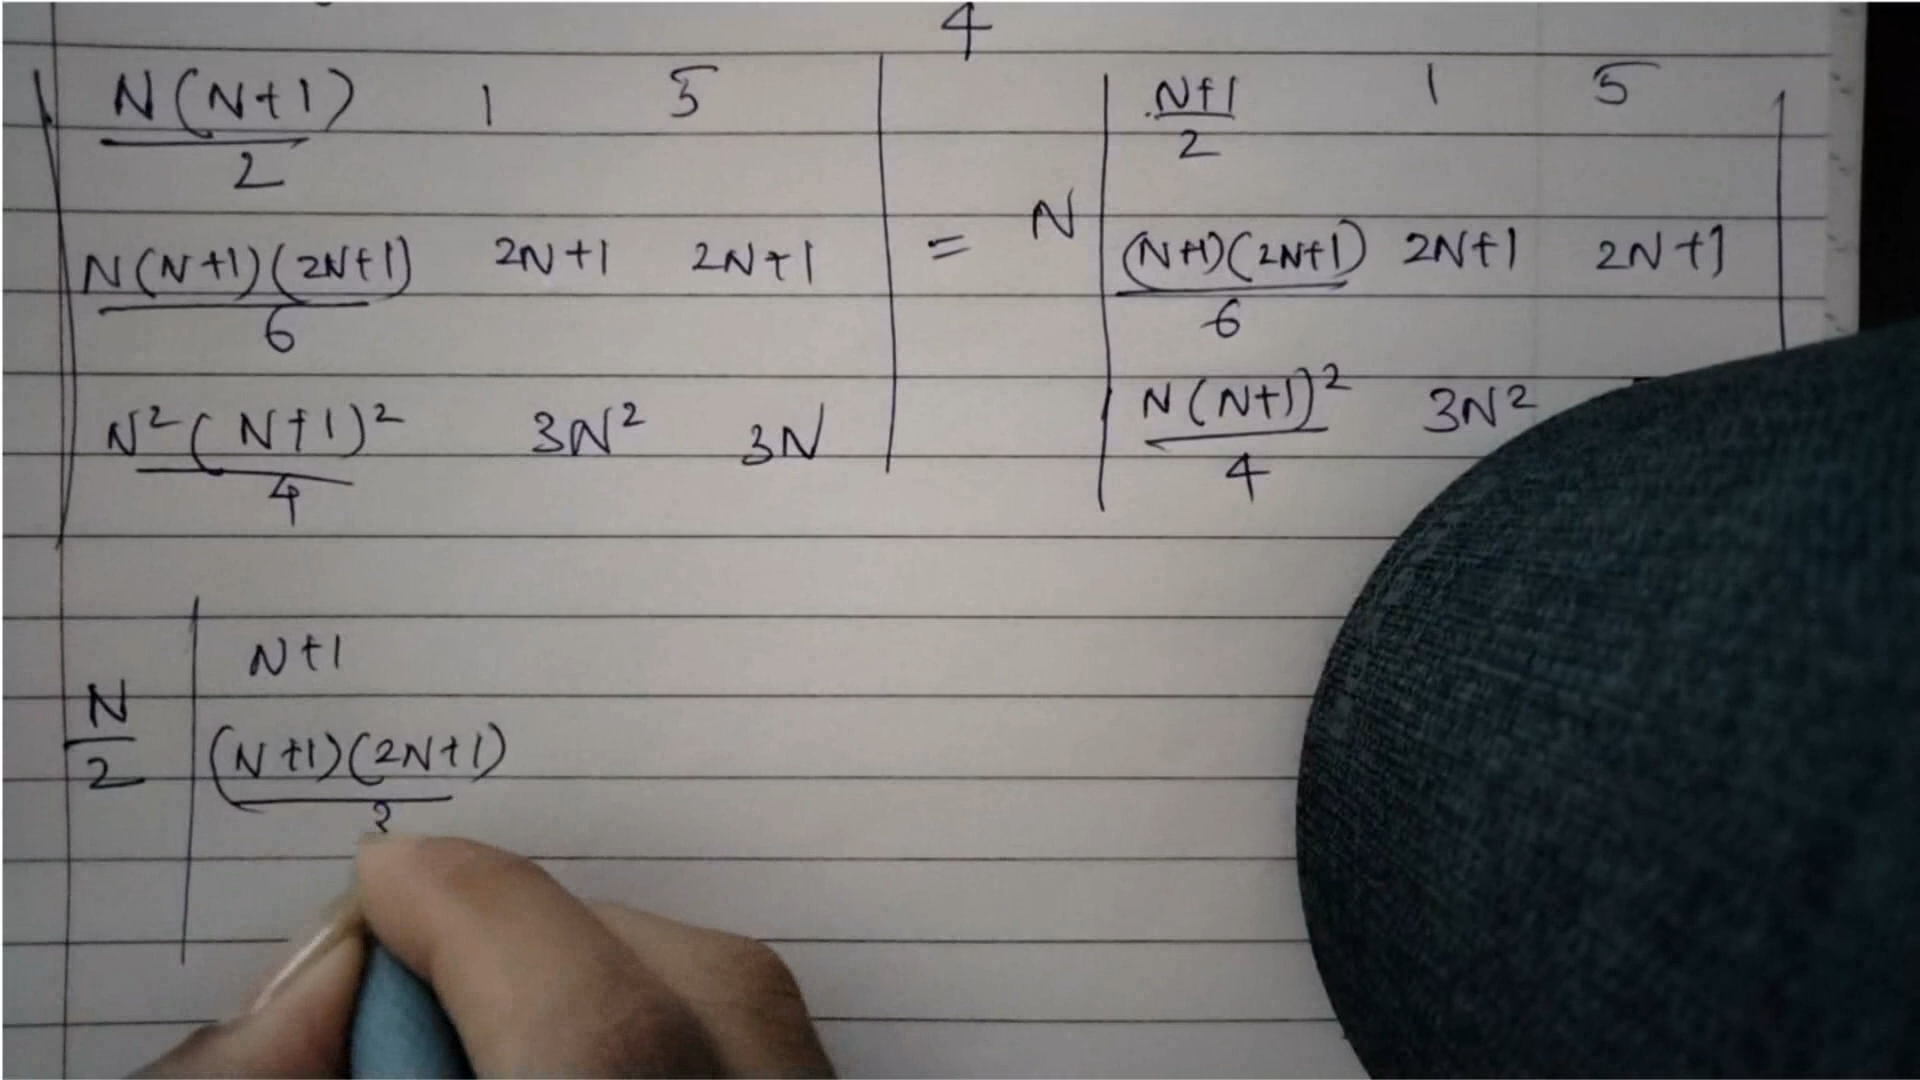 4
N(N+1)/2 1 5 = N | (N+1)/2 1 5
N(N+1)(2N+1)/6 2N+1 2N+1 (N+1)(2N+1)/6 2N+1 2N+1
N²(N+1)²/4 3N² 3N N(N+1)²/4 3N²
N/2 | N+1
(N+1)(2N+1)/3